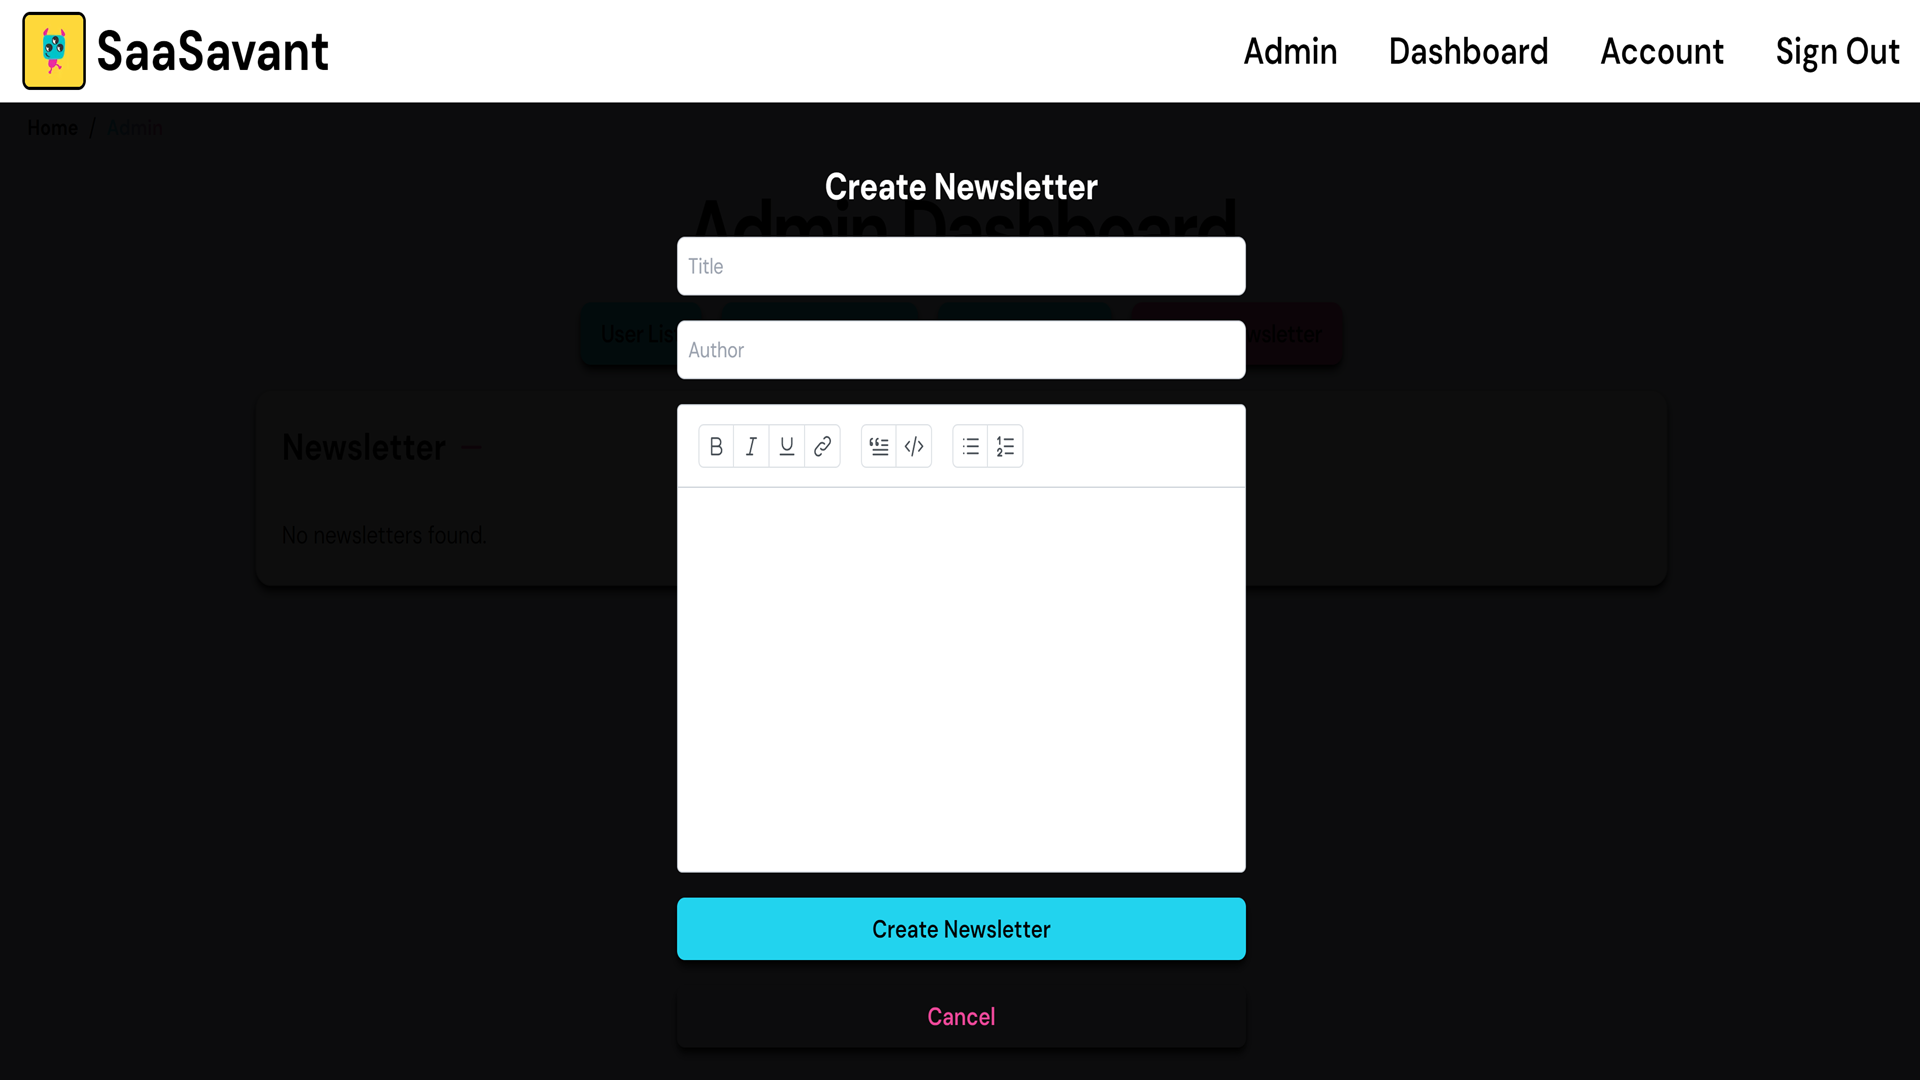 SaaSavant
Admin Dashboard Account Sign Out
Home / Admin
Create Newsletter
Admin Dashboard
Title
User Lis
wsletter
Author
Newsletter
No newsletters found.
Create Newsletter
Cancel